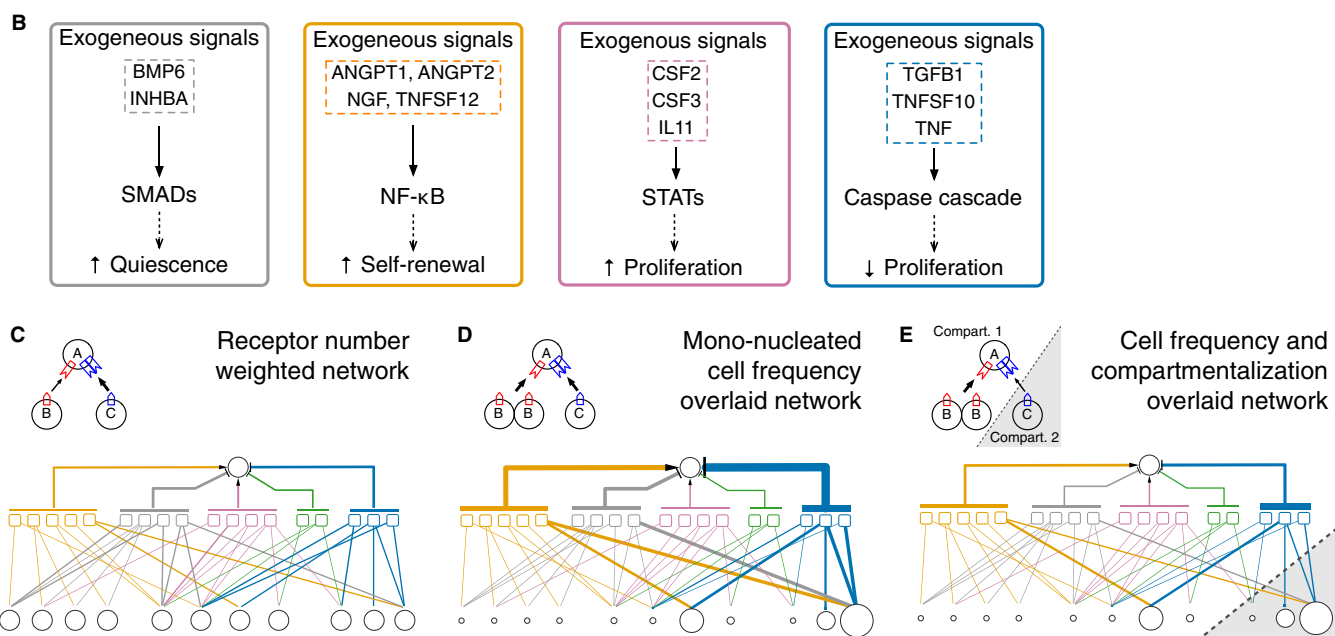 B
Exogeneous signals
BMP6
INHBA
SMADs
↑ Quiescence
Exogeneous signals
ANGPT1, ANGPT2
NGF, TNFSF12
NF-κB
↑ Self-renewal
Exogenous signals
CSF2
CSF3
IL11
STATs
↑ Proliferation
Exogeneous signals
TGFB1
TNFSF10
TNF
Caspase cascade
↓ Proliferation
C
A
B
C
Receptor number
weighted network
D
A
B
B
C
Mono-nucleated
cell frequency
overlaid network
E
Compart. 1
A
B
B
C
Compart. 2
Cell frequency and
compartmentalization
overlaid network